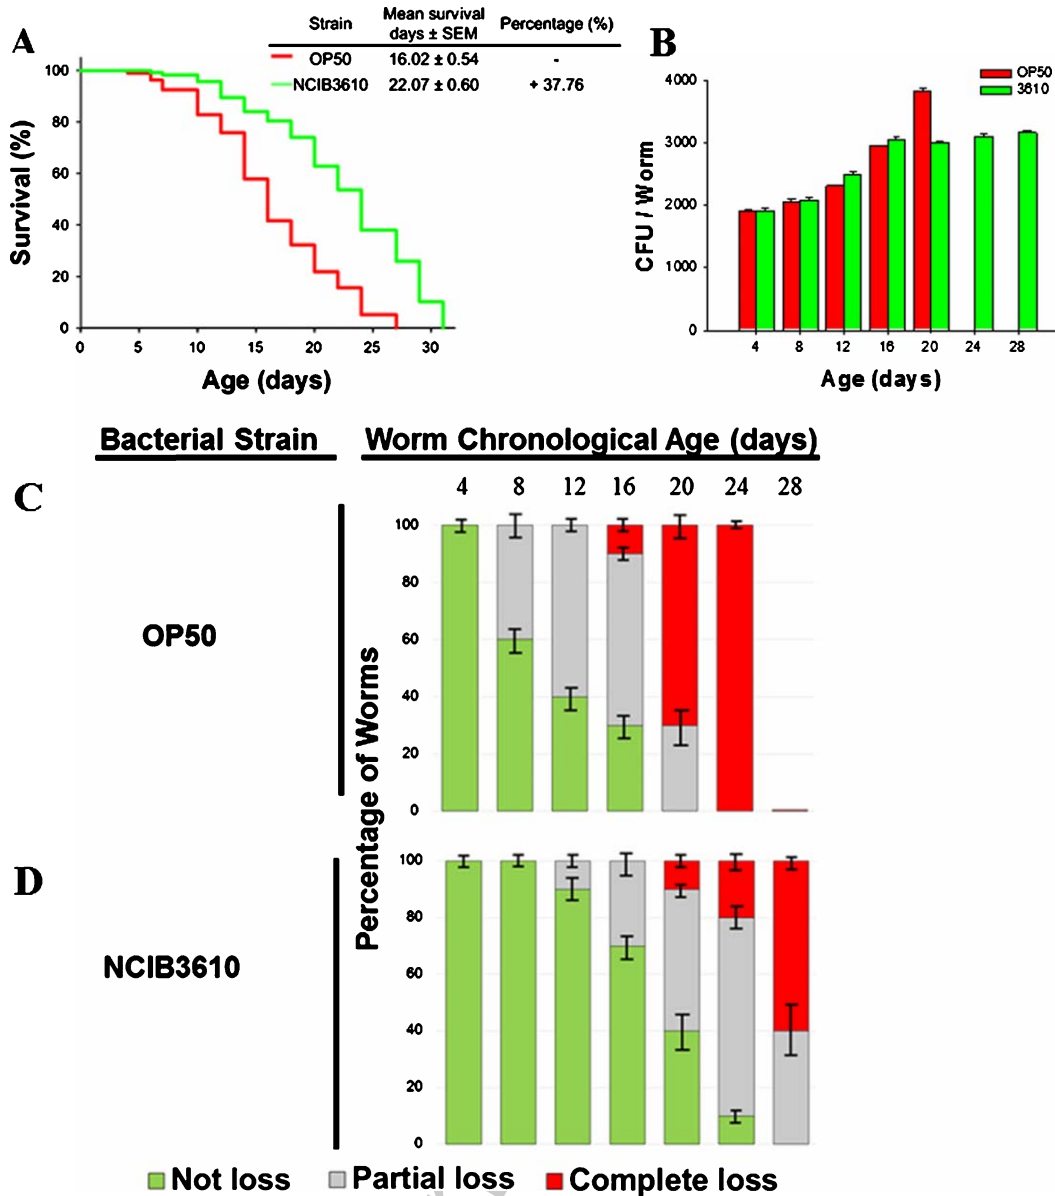 A
Strain Mean survival days ± SEM Percentage (%)
OP50 16.02 ± 0.54 -
NCIB3610 22.07 ± 0.60 + 37.76
Survival (%)
100
80
60
40
20
0
0 5 10 15 20 25 30
Age (days)
B
OP50
3610
CFU / Worm
4000
3000
2000
1000
0
4 8 12 16 20 24 28
Age (days)
Bacterial Strain Worm Chronological Age (days)
4 8 12 16 20 24 28
C
OP50
Percentage of Worms
100
80
60
40
20
0
D
NCIB3610
100
80
60
40
20
0
Not loss Partial loss Complete loss